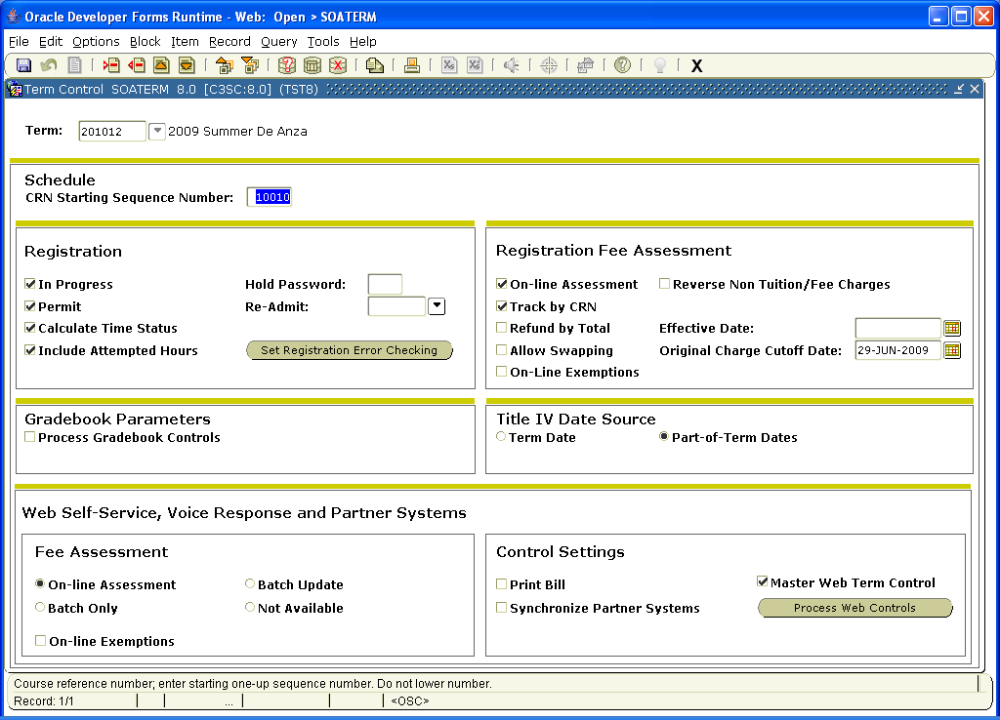 Oracle Developer Forms Runtime - Web: Open > SOATERM
File Edit Options Block Item Record Query Tools Help
X
Term Control SOATERM 8.0 [C3SC:8.0] (TST8)
Term: 201012 2009 Summer De Anza
Schedule
CRN Starting Sequence Number: 10010
Registration
In Progress Hold Password:
Permit Re-Admit:
Calculate Time Status
Include Attempted Hours Set Registration Error Checking
Registration Fee Assessment
On-line Assessment Reverse Non Tuition/Fee Charges
Track by CRN
Refund by Total Effective Date:
Allow Swapping Original Charge Cutoff Date: 29-JUN-2009
On-Line Exemptions
Gradebook Parameters
Process Gradebook Controls
Title IV Date Source
Term Date Part-of-Term Dates
Web Self-Service, Voice Response and Partner Systems
Fee Assessment
On-line Assessment Batch Update
Batch Only Not Available
On-line Exemptions
Control Settings
Print Bill Master Web Term Control
Synchronize Partner Systems Process Web Controls
Course reference number; enter starting one-up sequence number. Do not lower number.
Record: 1/1 ... <OSC>